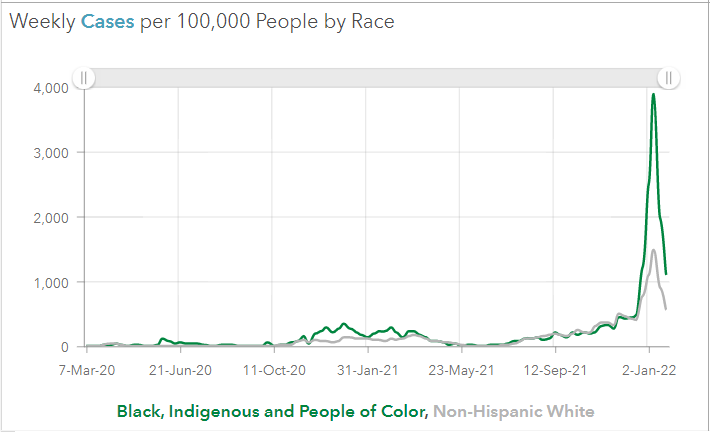 Weekly Cases per 100,000 People by Race
4,000
3,000
2,000
1,000
0
7-Mar-20 21-Jun-20 11-Oct-20 31-Jan-21 23-May-21 12-Sep-21 2-Jan-22
Black, Indigenous and People of Color, Non-Hispanic White